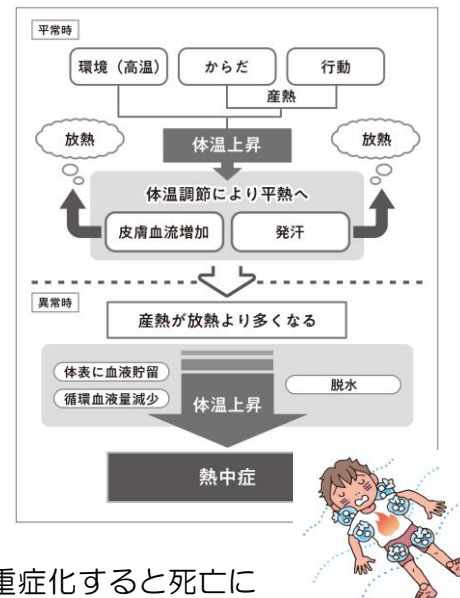 平常時
環境（高温）
からだ
行動
産熱
放熱
体温上昇
放熱
体温調節により平熱へ
皮膚血流増加
発汗
異常時
産熱が放熱より多くなる
体表に血液貯留
循環血液量減少
体温上昇
脱水
熱中症
重症化すると死亡に